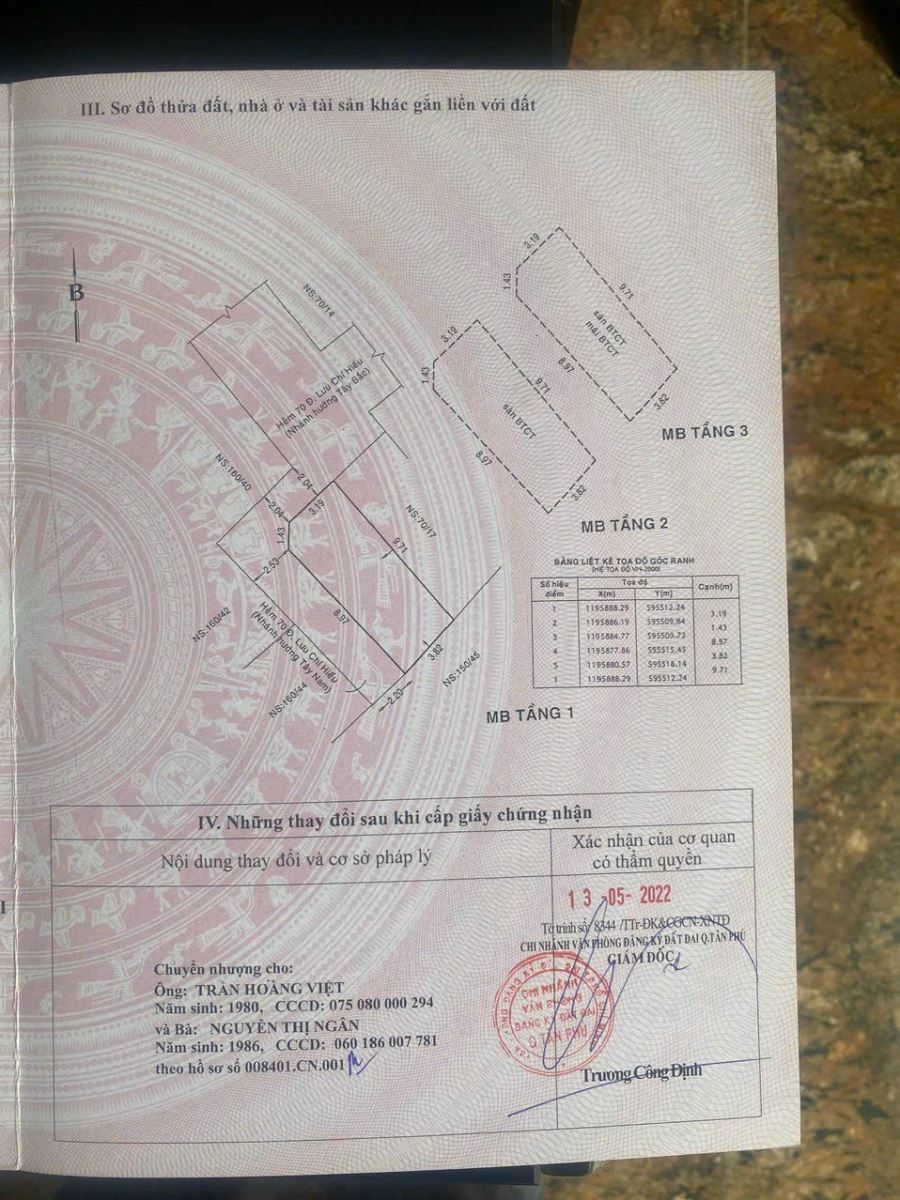 III. Sơ đồ thửa đất, nhà ở và tài sản khác gắn liền với đất
B
NS:70/14
Hẻm 70 Đ. Lưu Chí Hiếu
(Nhánh hướng Tây Bắc)
NS:160/40
2.04
2.04
3.19
1.43
2.53
NS:70/17
9.71
8.97
3.82
2.20
NS:160/42
Hẻm 70 Đ. Lưu Chí Hiếu
(Nhánh hướng Tây Nam)
NS:160/44
NS:150/45
MB TẦNG 1
3.19
1.43
9.71
sàn BTCT
8.97
3.82
MB TẦNG 2
3.19
1.43
9.71
sàn BTCT
mái BTCT
8.97
3.82
MB TẦNG 3
BẢNG LIỆT KÊ TỌA ĐỘ GÓC RANH
(HỆ TỌA ĐỘ VN-2000)
Số hiệu điểm Tọa độ Cạnh(m)
X(m) Y(m)
1 1195888.29 595512.24
3.19
2 1195886.19 595509.84
1.43
3 1195884.77 595509.72
8.97
4 1195877.86 595515.45
3.82
5 1195880.57 595518.14
9.71
1 1195888.29 595512.24
IV. Những thay đổi sau khi cấp giấy chứng nhận
Nội dung thay đổi và cơ sở pháp lý
Xác nhận của cơ quan
có thẩm quyền
13 -05- 2022
Tờ trình số: 8344 /TTr-ĐK&CGCN-XNTĐ
CHI NHÁNH VĂN PHÒNG ĐĂNG KÝ ĐẤT ĐAI Q.TÂN PHÚ
GIÁM ĐỐC
Chuyển nhượng cho:
Ông: TRẦN HOÀNG VIỆT
Năm sinh: 1980, CCCD: 075 080 000 294
và Bà: NGUYỄN THỊ NGÂN
Năm sinh: 1986, CCCD: 060 186 007 781
theo hồ sơ số 008401.CN.001
CHI NHÁNH
VĂN PHÒNG
ĐĂNG KÝ ĐẤT ĐAI
Q.TÂN PHÚ
Trương Công Định